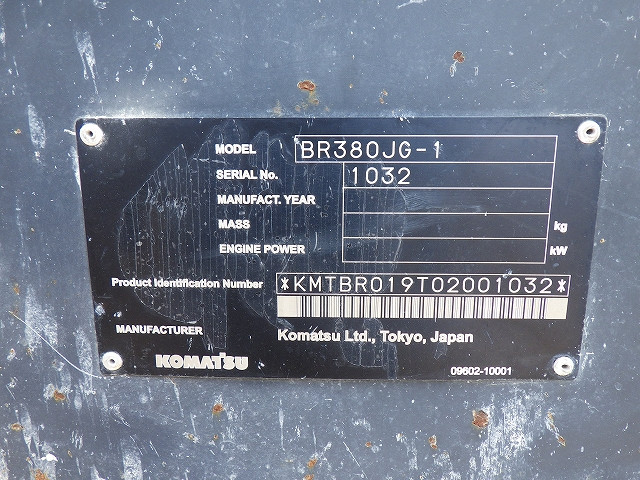 MODEL BR380JG-1
SERIAL No. 1032
MANUFACT. YEAR
MASS kg
ENGINE POWER kW
Product Identification Number *KMTBR019T02001032*
MANUFACTURER Komatsu Ltd., Tokyo, Japan
KOMATSU 09602-10001